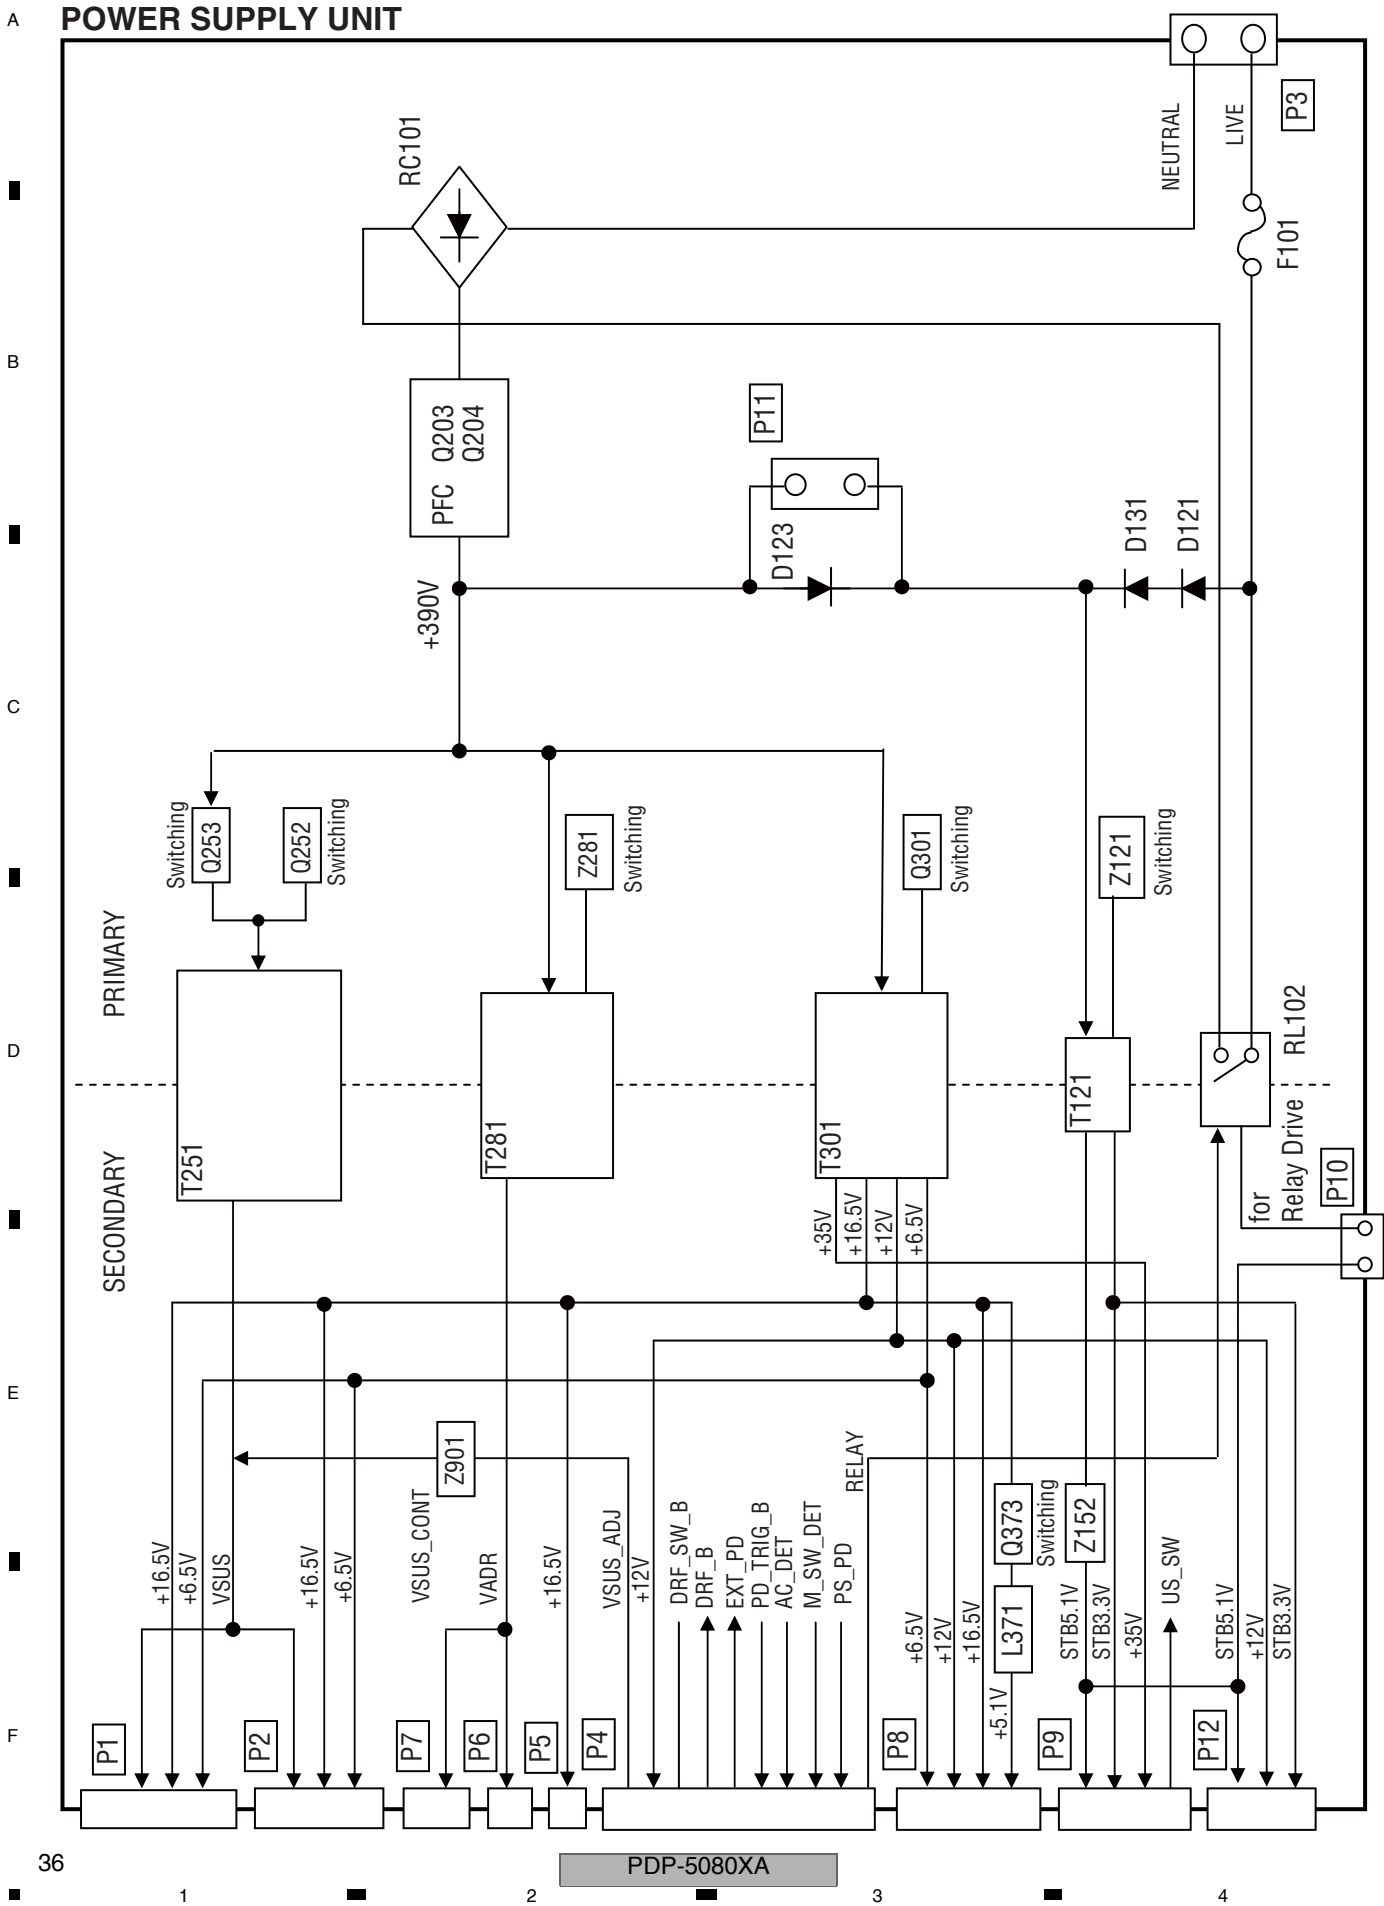 A
POWER SUPPLY UNIT
RC101
NEUTRAL
LIVE
P3
F101
B
PFC Q203
Q204
P11
D123
D131
D121
+390V
C
Switching
Q253
Q252
Switching
Z281
Switching
Q301
Switching
Z121
Switching
PRIMARY
D
RL102
SECONDARY
T251
T281
T301
T121
for
Relay Drive
P10
+35V
+16.5V
+12V
+6.5V
E
Z901
VSUS_CONT
RELAY
Q373
Switching
Z152
+16.5V
+6.5V
VSUS
+16.5V
+6.5V
VADR
+16.5V
VSUS_ADJ
+12V
DRF_SW_B
DRF_B
EXT_PD
PD_TRIG_B
AC_DET
M_SW_DET
PS_PD
+6.5V
+12V
+16.5V
L371
+5.1V
STB5.1V
STB3.3V
+35V
US_SW
STB5.1V
+12V
STB3.3V
F
P1
P2
P7
P6
P5
P4
P8
P9
P12
36
PDP-5080XA
1
2
3
4